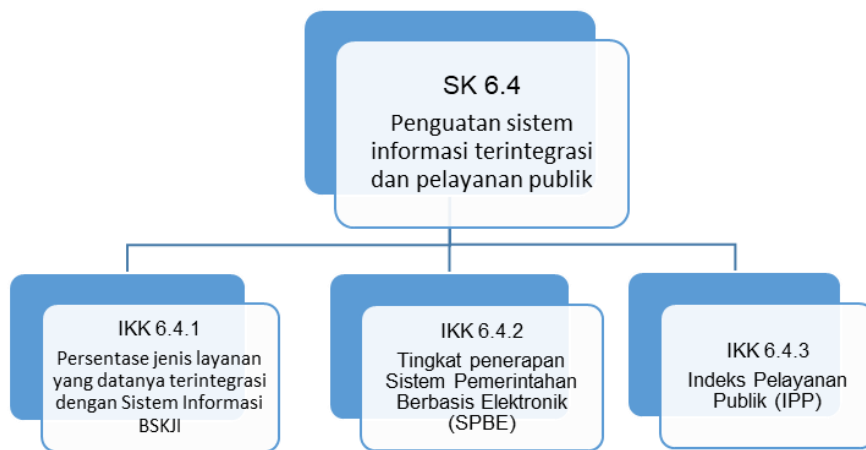 SK 6.4
Penguatan sistem
informasi terintegrasi
dan pelayanan publik
IKK 6.4.1
Persentase jenis layanan
yang datanya terintegrasi
dengan Sistem Informasi
BSKJI
IKK 6.4.2
Tingkat penerapan
Sistem Pemerintahan
Berbasis Elektronik
(SPBE)
IKK 6.4.3
Indeks Pelayanan
Publik (IPP)